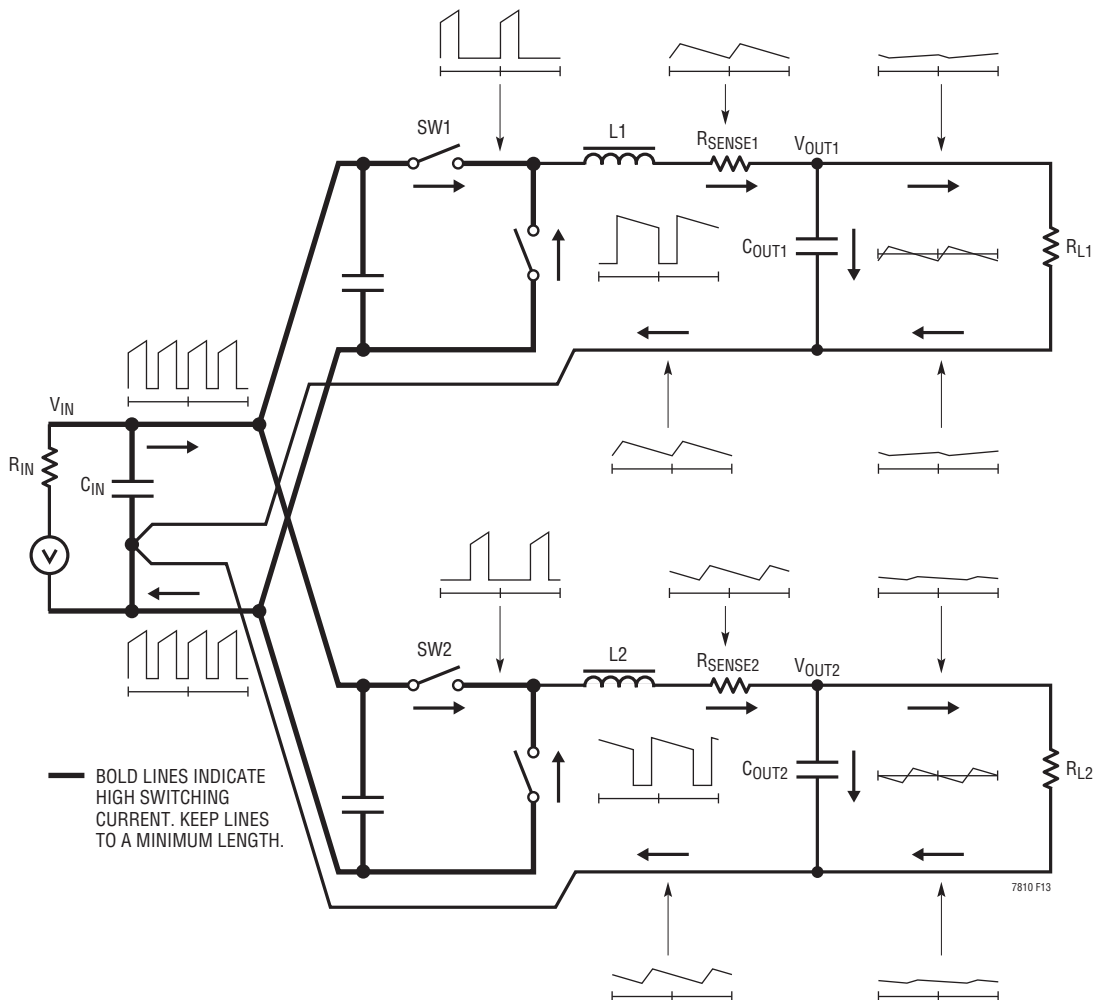 SW1
L1
RSENSE1
VOUT1
COUT1
RL1
VIN
RIN
CIN
SW2
L2
RSENSE2
VOUT2
COUT2
RL2
BOLD LINES INDICATE
HIGH SWITCHING
CURRENT. KEEP LINES
TO A MINIMUM LENGTH.
7810 F13